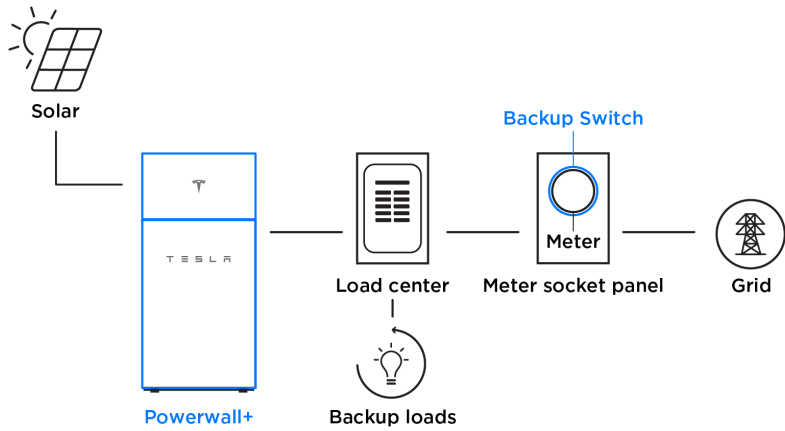 Solar
Backup Switch
TESLA
Meter
Load center
Meter socket panel
Grid
Powerwall+
Backup loads